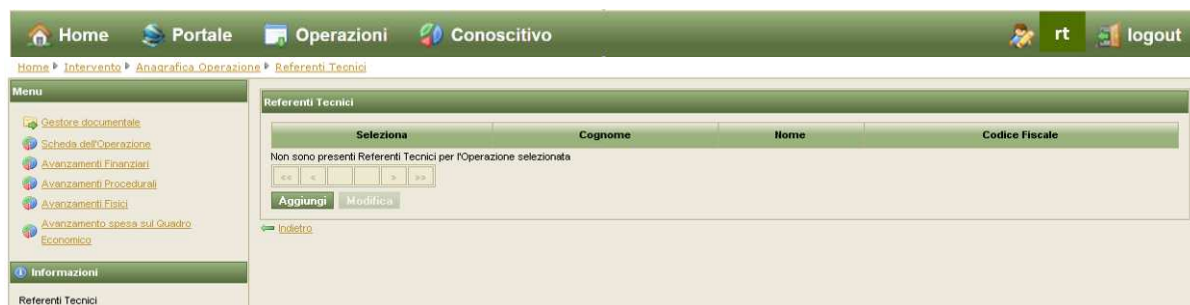 Home Portale Operazioni Conoscitivo rt logout
Home Intervento Anagrafica Operazione Referenti Tecnici
Menu
Gestore documentale
Scheda dell'Operazione
Avanzamenti Finanziari
Avanzamenti Procedurali
Avanzamenti Fisici
Avanzamento spesa sul Quadro
Economico
Informazioni
Referenti Tecnici
Referenti Tecnici
Seleziona Cognome Nome Codice Fiscale
Non sono presenti Referenti Tecnici per l'Operazione selezionata
«« « » »»
Aggiungi Modifica
Indietro